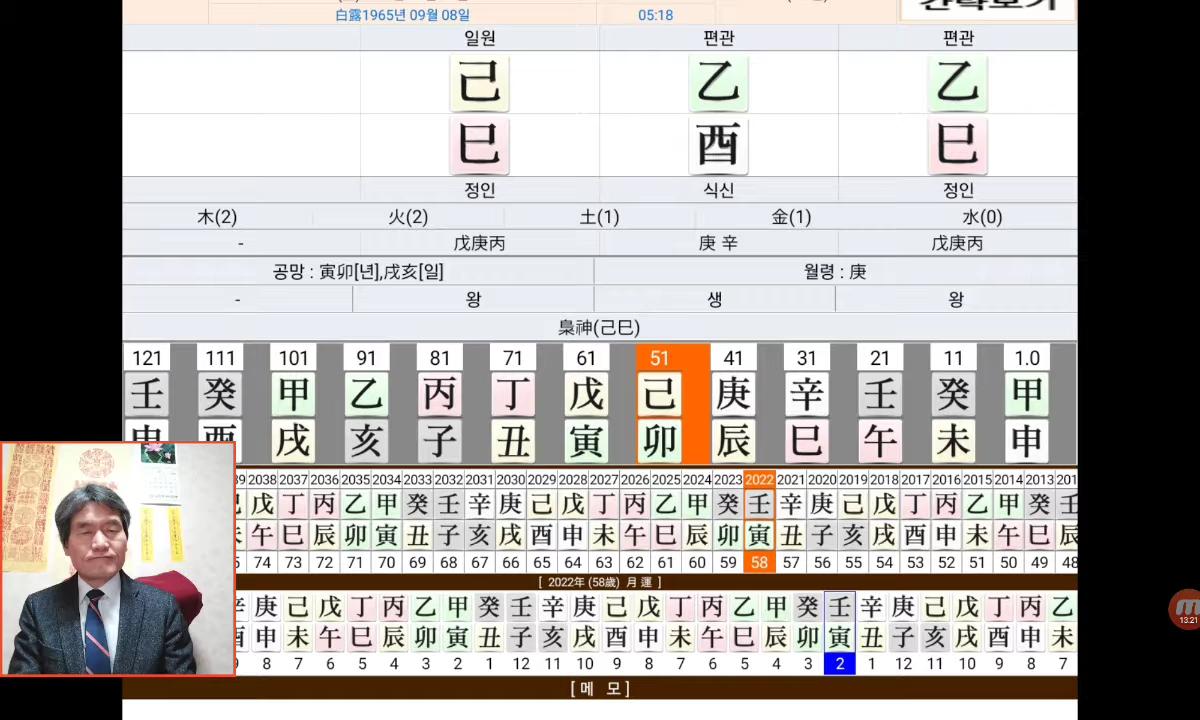 白露1965년 09월 08일 05:18
간략보기
일원 편관 편관
己 乙 乙
巳 酉 巳
정인 식신 정인
木(2) 火(2) 土(1) 金(1) 水(0)
- 戊庚丙 庚 辛 戊庚丙
공망 : 寅卯[년],戌亥[일] 월령 : 庚
- 왕 생 왕
梟神(己巳)
121 111 101 91 81 71 61 51 41 31 21 11 1.0
壬 癸 甲 乙 丙 丁 戊 己 庚 辛 壬 癸 甲
申 酉 戌 亥 子 丑 寅 卯 辰 巳 午 未 申
2038 2037 2036 2035 2034 2033 2032 2031 2030 2029 2028 2027 2026 2025 2024 2023 2022 2021 2020 2019 2018 2017 2016 2015 2014 2013
戊 丁 丙 乙 甲 癸 壬 辛 庚 己 戊 丁 丙 乙 甲 癸 壬 辛 庚 己 戊 丁 丙 乙 甲 癸 壬
午 巳 辰 卯 寅 丑 子 亥 戌 酉 申 未 午 巳 辰 卯 寅 丑 子 亥 戌 酉 申 未 午 巳 辰
74 73 72 71 70 69 68 67 66 65 64 63 62 61 60 59 58 57 56 55 54 53 52 51 50 49 48
[ 2022年 (58歲) 月 運 ]
辛 庚 己 戊 丁 丙 乙 甲 癸 壬 辛 庚 己 戊 丁 丙 乙 甲 癸 壬 辛 庚 己 戊 丁 丙 乙
酉 申 未 午 巳 辰 卯 寅 丑 子 亥 戌 酉 申 未 午 巳 辰 卯 寅 丑 子 亥 戌 酉 申 未
9 8 7 6 5 4 3 2 1 12 11 10 9 8 7 6 5 4 3 2 1 12 11 10 9 8 7
[ 메 모 ]
13:21